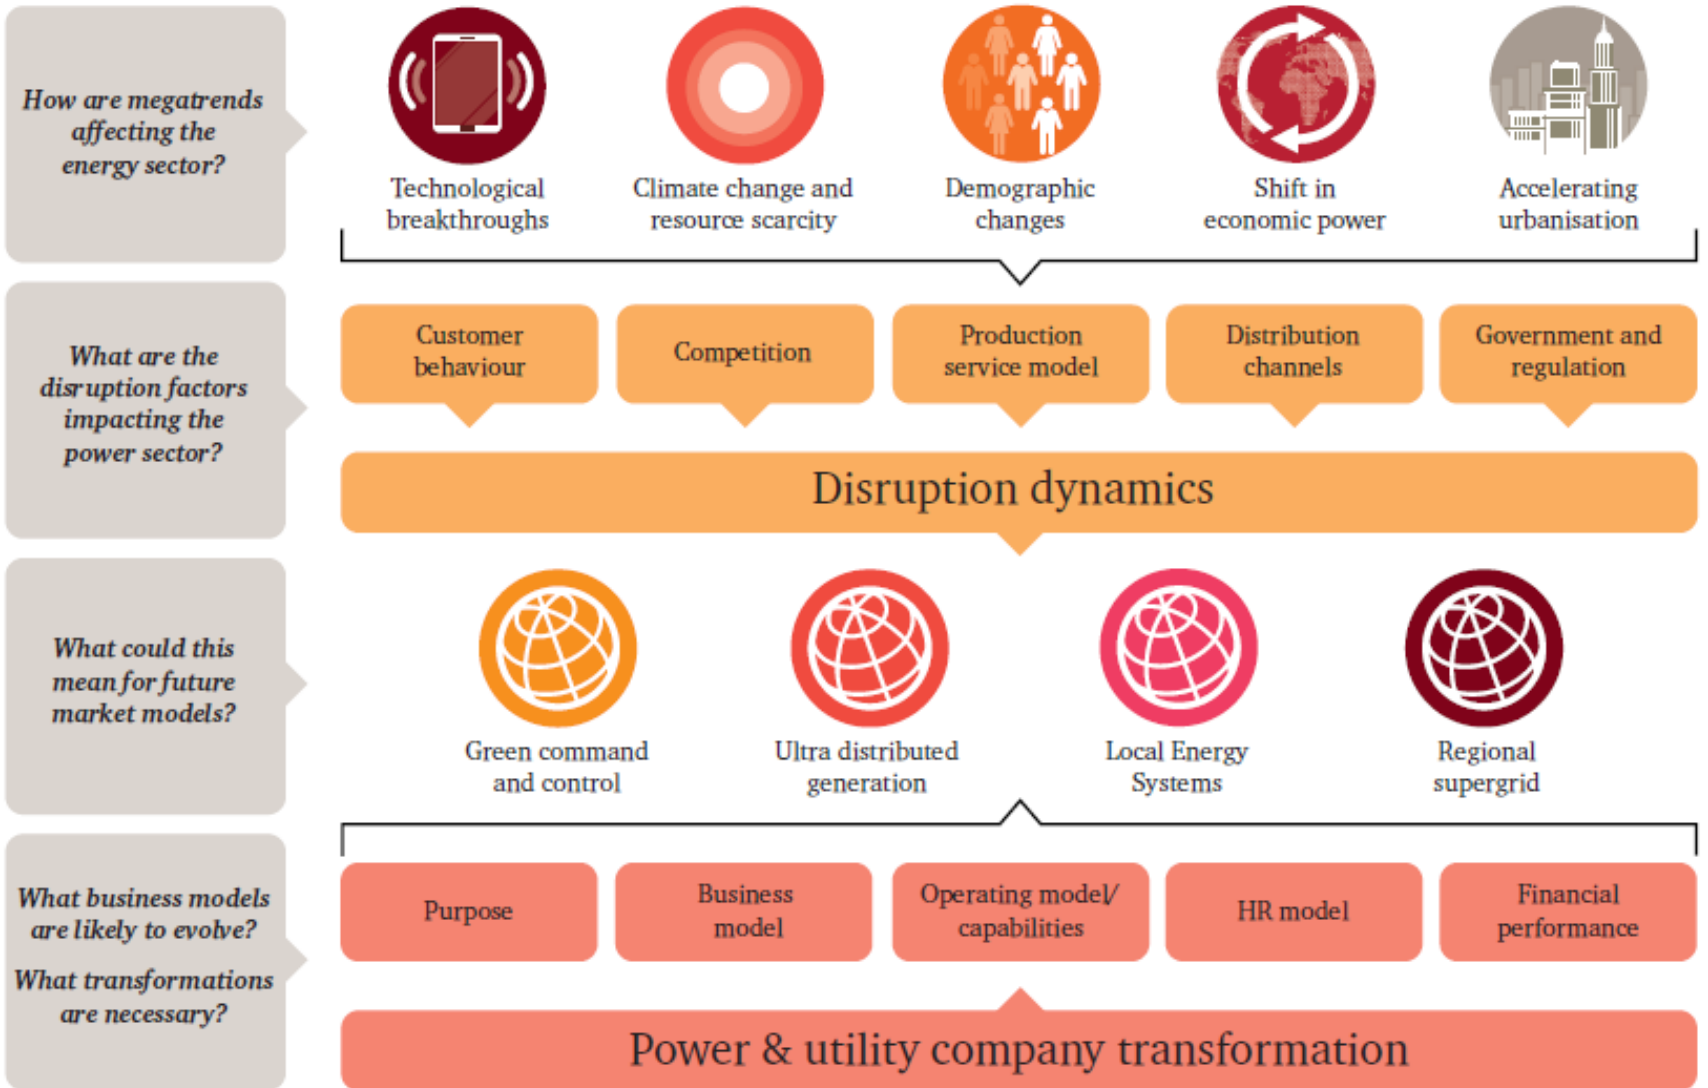 How are megatrends
affecting the
energy sector?
Technological
breakthroughs
Climate change and
resource scarcity
Demographic
changes
Shift in
economic power
Accelerating
urbanisation
What are the
disruption factors
impacting the
power sector?
Customer
behaviour
Competition
Production
service model
Distribution
channels
Government and
regulation
Disruption dynamics
What could this
mean for future
market models?
Green command
and control
Ultra distributed
generation
Local Energy
Systems
Regional
supergrid
What business models
are likely to evolve?
What transformations
are necessary?
Purpose
Business
model
Operating model/
capabilities
HR model
Financial
performance
Power & utility company transformation